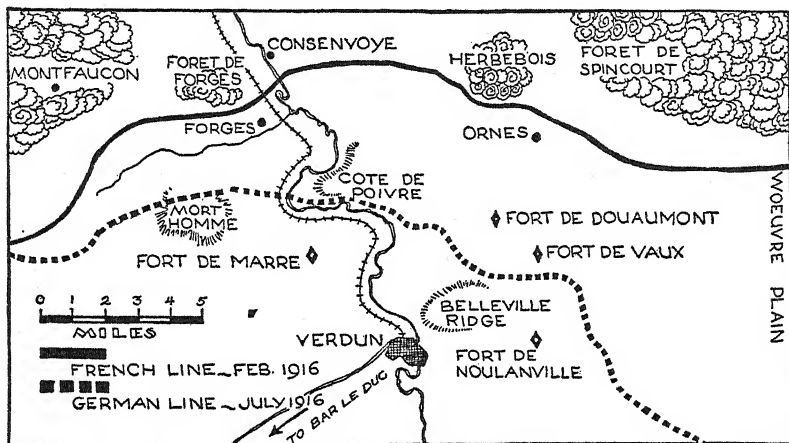 CONSENVOYE
FORET DE
FORGES
MONTFAUCON
HERBEBOIS
FORET DE
SPINCOURT
FORGES
ORNES
COTE DE
POIVRE
MORT
HOMME
FORT DE DOUAUMONT
FORT DE MARRE
FORT DE VAUX
WOEUVRE PLAIN
0 1 2 3 4 5
MILES
BELLEVILLE
RIDGE
VERDUN
FORT DE
NOULANVILLE
FRENCH LINE ~ FEB. 1916
GERMAN LINE ~ JULY 1916
TO BAR LE DUC